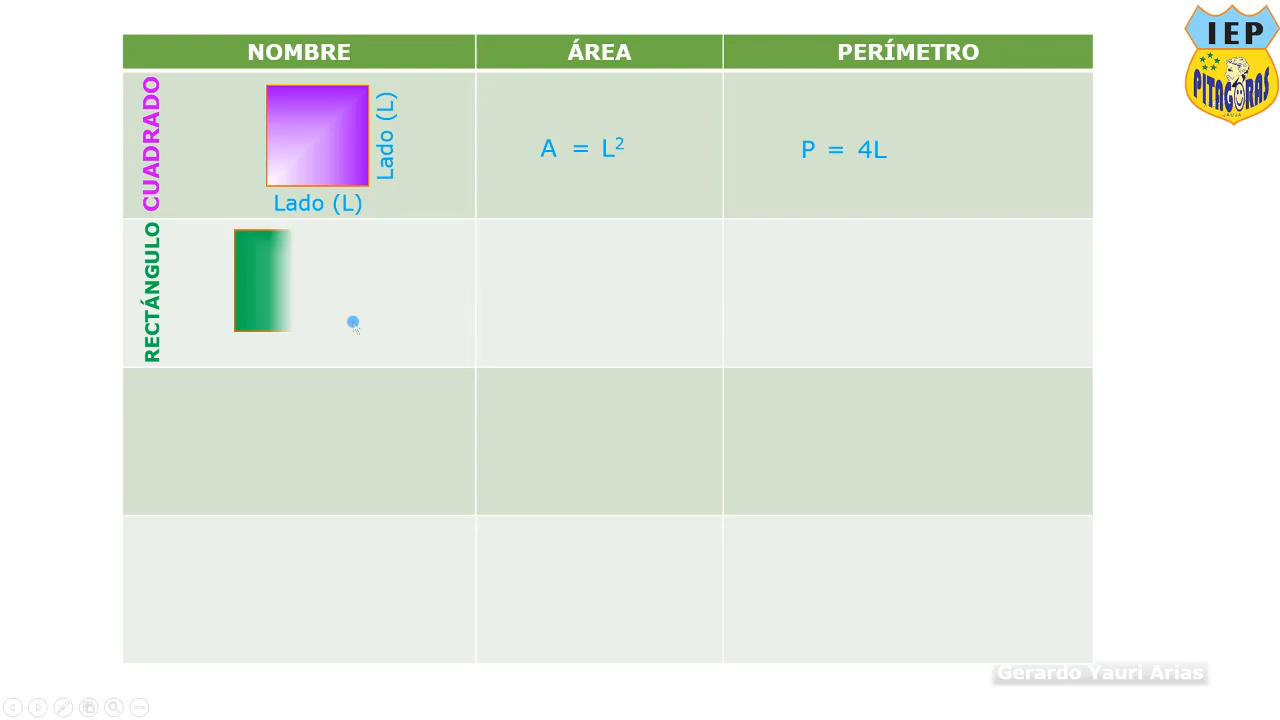 NOMBRE ÁREA PERÍMETRO
CUADRADO
Lado (L)
Lado (L)
A = L²
P = 4L
RECTÁNGULO
IEP
PITAGORAS
JAUJA
Gerardo Yauri Arias